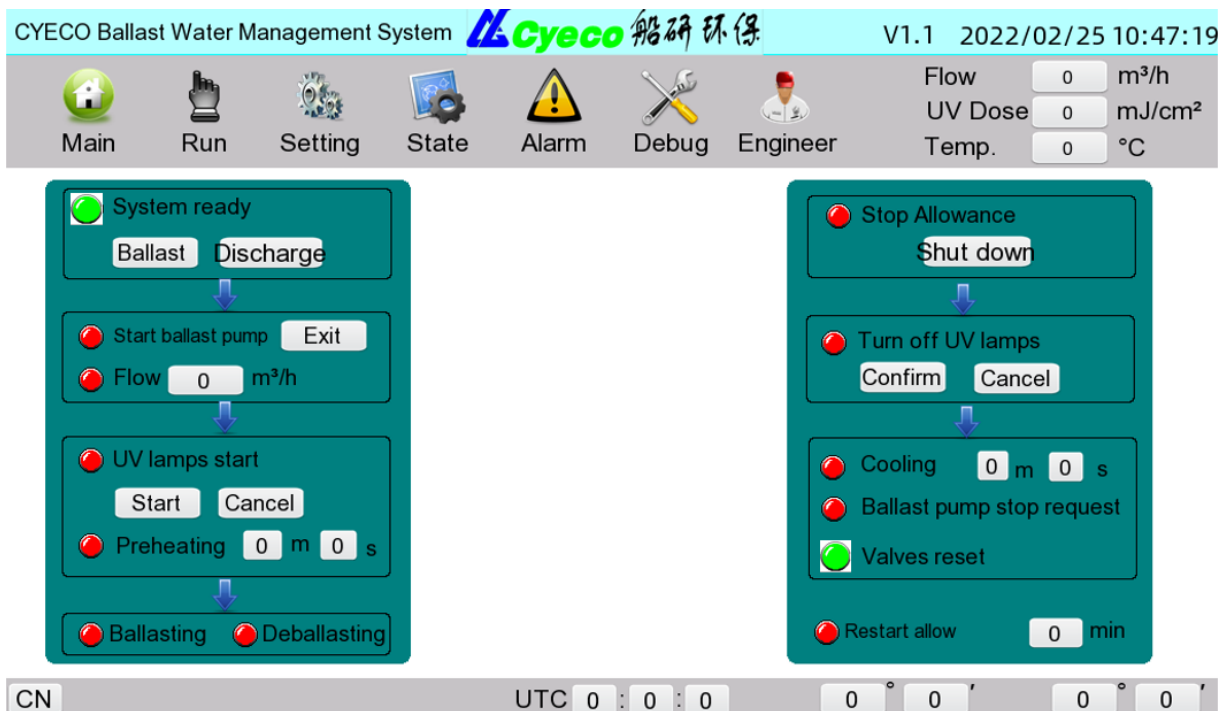 CYECO Ballast Water Management System Cyeco 船研环保 V1.1 2022/02/25 10:47:19
Main Run Setting State Alarm Debug Engineer
Flow 0 m³/h
UV Dose 0 mJ/cm²
Temp. 0 °C
System ready
Ballast Discharge
Start ballast pump Exit
Flow 0 m³/h
UV lamps start
Start Cancel
Preheating 0 m 0 s
Ballasting Deballasting
Stop Allowance
Shut down
Turn off UV lamps
Confirm Cancel
Cooling 0 m 0 s
Ballast pump stop request
Valves reset
Restart allow 0 min
CN UTC 0 : 0 : 0 0 ° 0 ′ 0 ° 0 ′